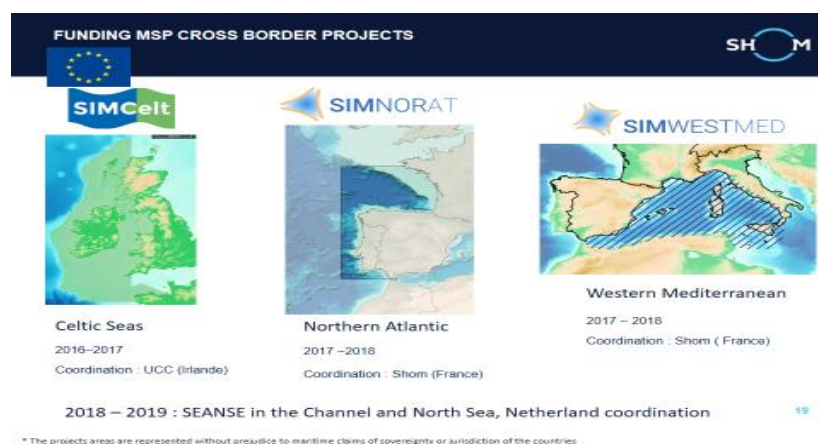 FUNDING MSP CROSS BORDER PROJECTS
SHOM
SIMCelt
SIMNORAT
SIMWESTMED
Celtic Seas
2016–2017
Coordination : UCC (Irlande)
Northern Atlantic
2017 –2018
Coordination : Shom (France)
Western Mediterranean
2017 – 2018
Coordination : Shom ( France)
2018 – 2019 : SEANSE in the Channel and North Sea, Netherland coordination
19
* The projects areas are represented without prejudice to maritime claims of sovereignty or jurisdiction of the countries